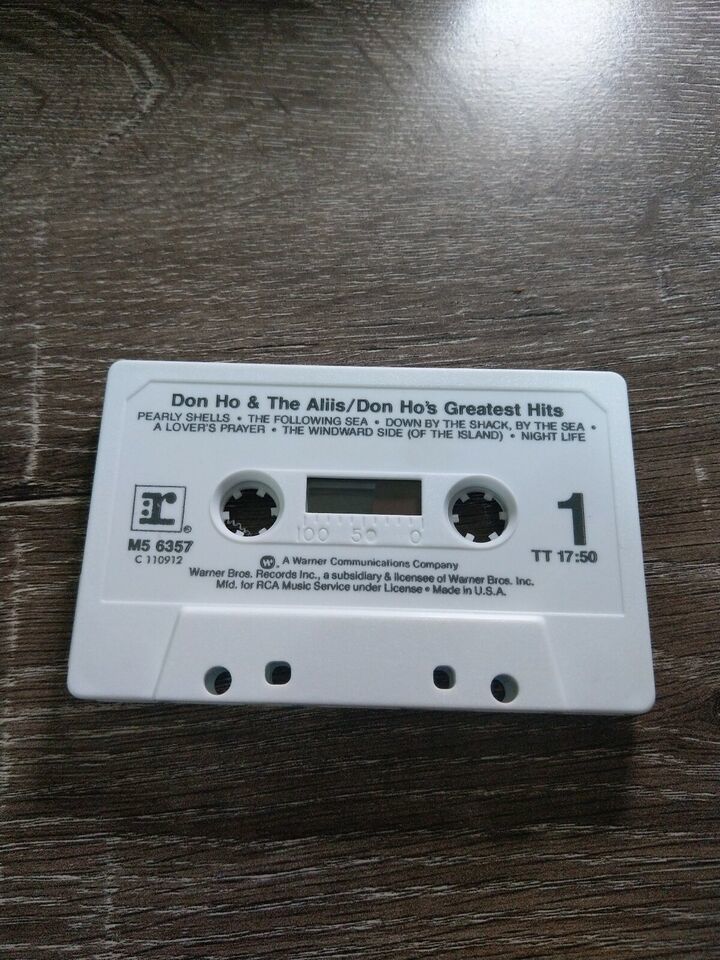 Don Ho & The Aliis/Don Ho's Greatest Hits
PEARLY SHELLS • THE FOLLOWING SEA • DOWN BY THE SHACK, BY THE SEA •
A LOVER'S PRAYER • THE WINDWARD SIDE (OF THE ISLAND) • NIGHT LIFE
r ®
1
100 50 0
M5 6357
C 110912
TT 17:50
W ® A Warner Communications Company
Warner Bros. Records Inc., a subsidiary & licensee of Warner Bros. Inc.
Mfd. for RCA Music Service under License • Made in U.S.A.